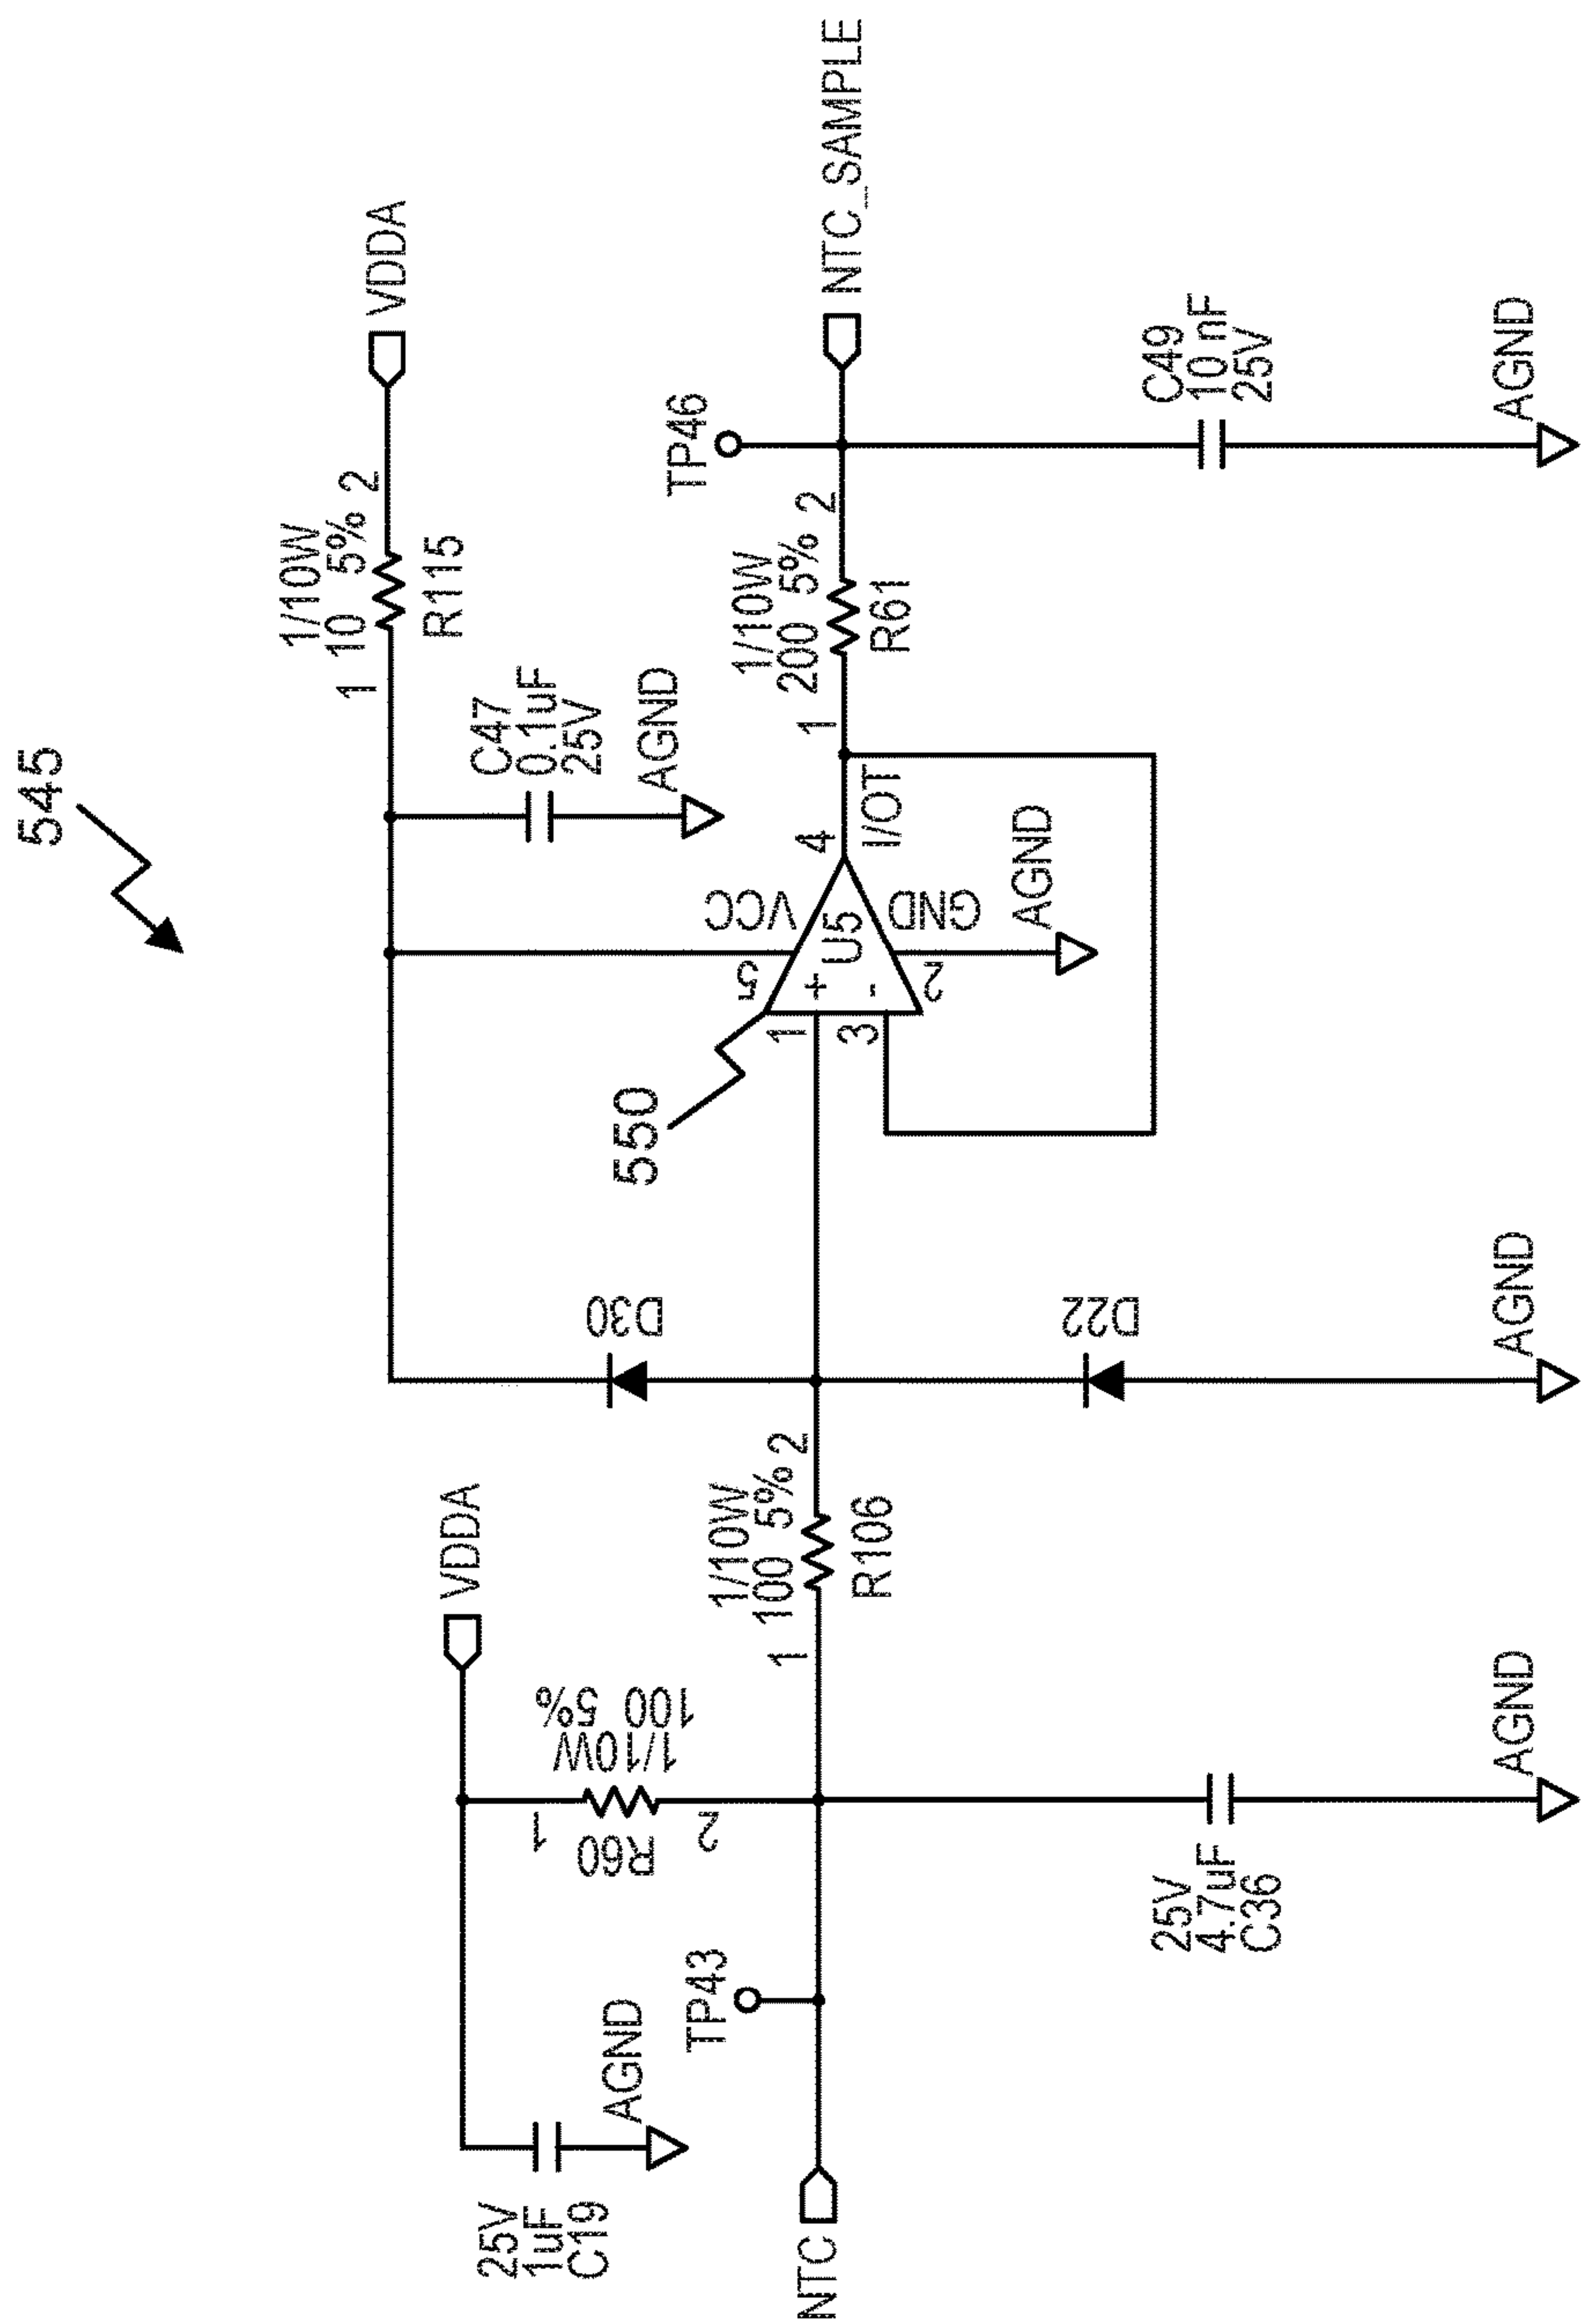 545
VDDA
1/10W
10 5%
1
2
R115
C47
0.1uF
25V
AGND
VDDA
1
R60
2
1/10W
100 5%
25V
1uF
C19
AGND
TP43
NTC
1/10W
100 5%
1
2
R106
D30
D22
AGND
25V
4.7uF
C36
AGND
550
5
VCC
1
+
U5
3
-
2
GND
AGND
4
I/OT
1/10W
200 5%
1
2
R61
TP46
NTC_SAMPLE
C49
10 nF
25V
AGND